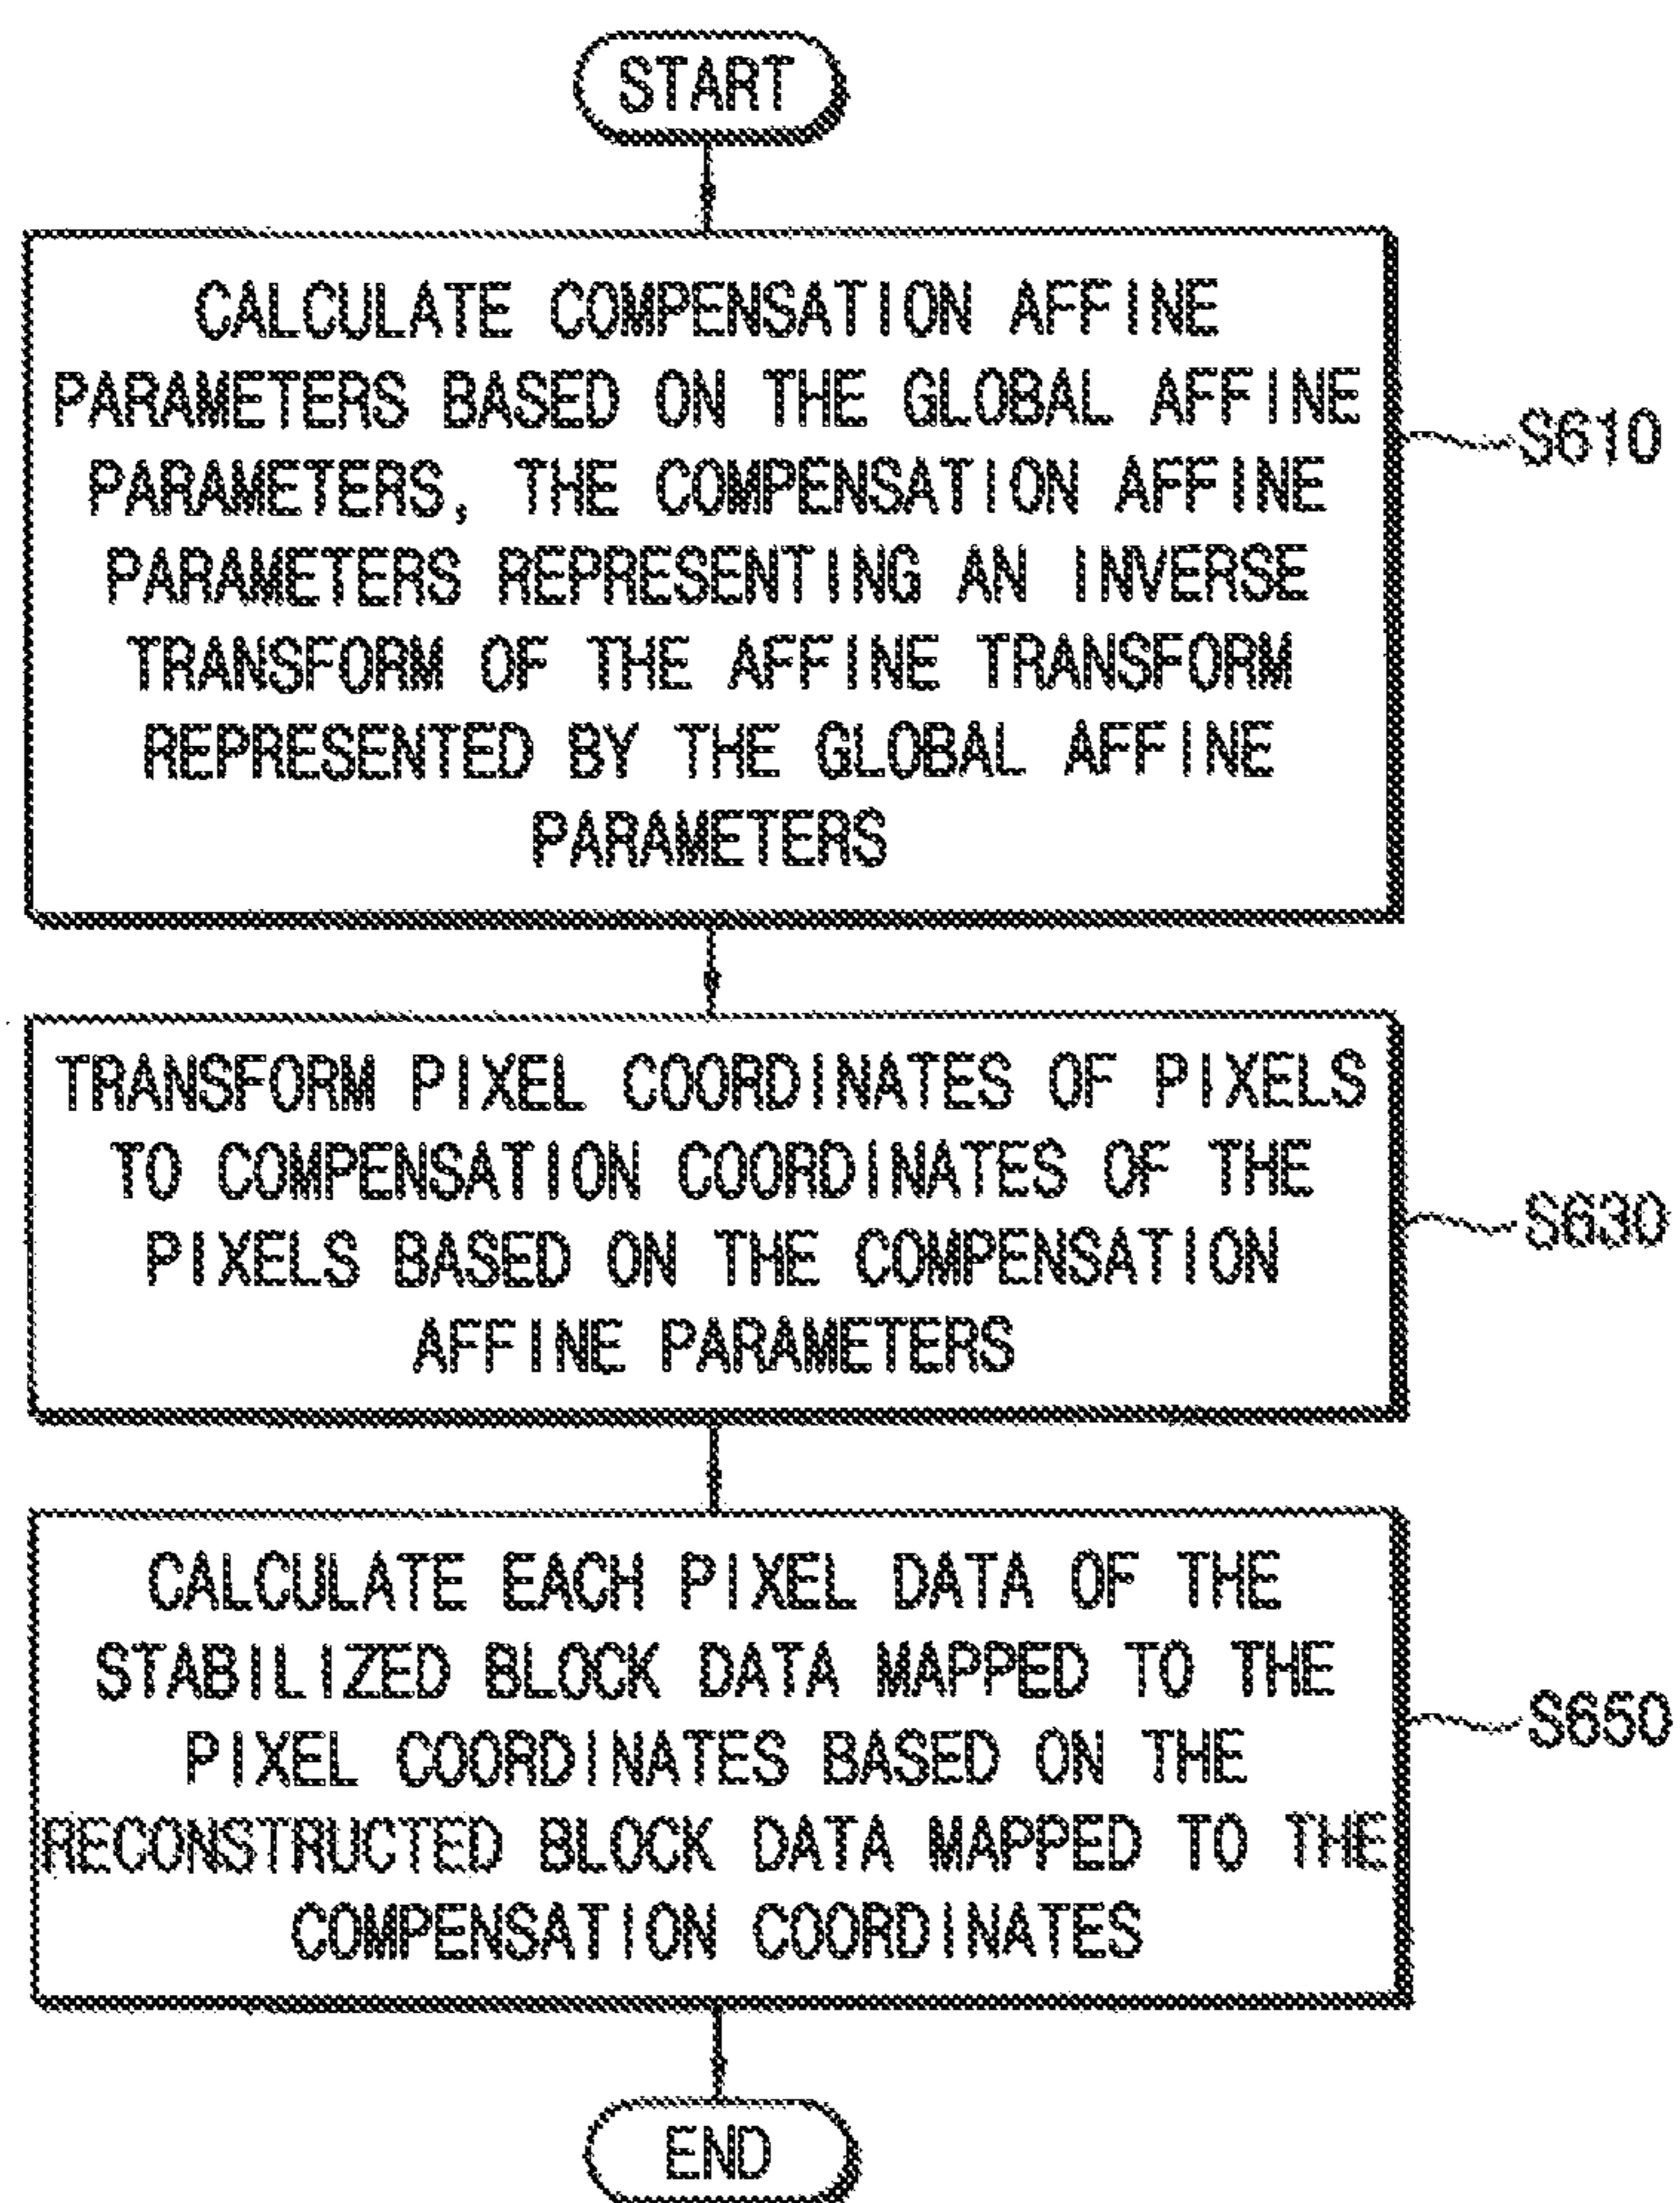 START
CALCULATE COMPENSATION AFFINE
PARAMETERS BASED ON THE GLOBAL AFFINE
PARAMETERS, THE COMPENSATION AFFINE
PARAMETERS REPRESENTING AN INVERSE
TRANSFORM OF THE AFFINE TRANSFORM
REPRESENTED BY THE GLOBAL AFFINE
PARAMETERS
S610
TRANSFORM PIXEL COORDINATES OF PIXELS
TO COMPENSATION COORDINATES OF THE
PIXELS BASED ON THE COMPENSATION
AFFINE PARAMETERS
S630
CALCULATE EACH PIXEL DATA OF THE
STABILIZED BLOCK DATA MAPPED TO THE
PIXEL COORDINATES BASED ON THE
RECONSTRUCTED BLOCK DATA MAPPED TO THE
COMPENSATION COORDINATES
S650
END